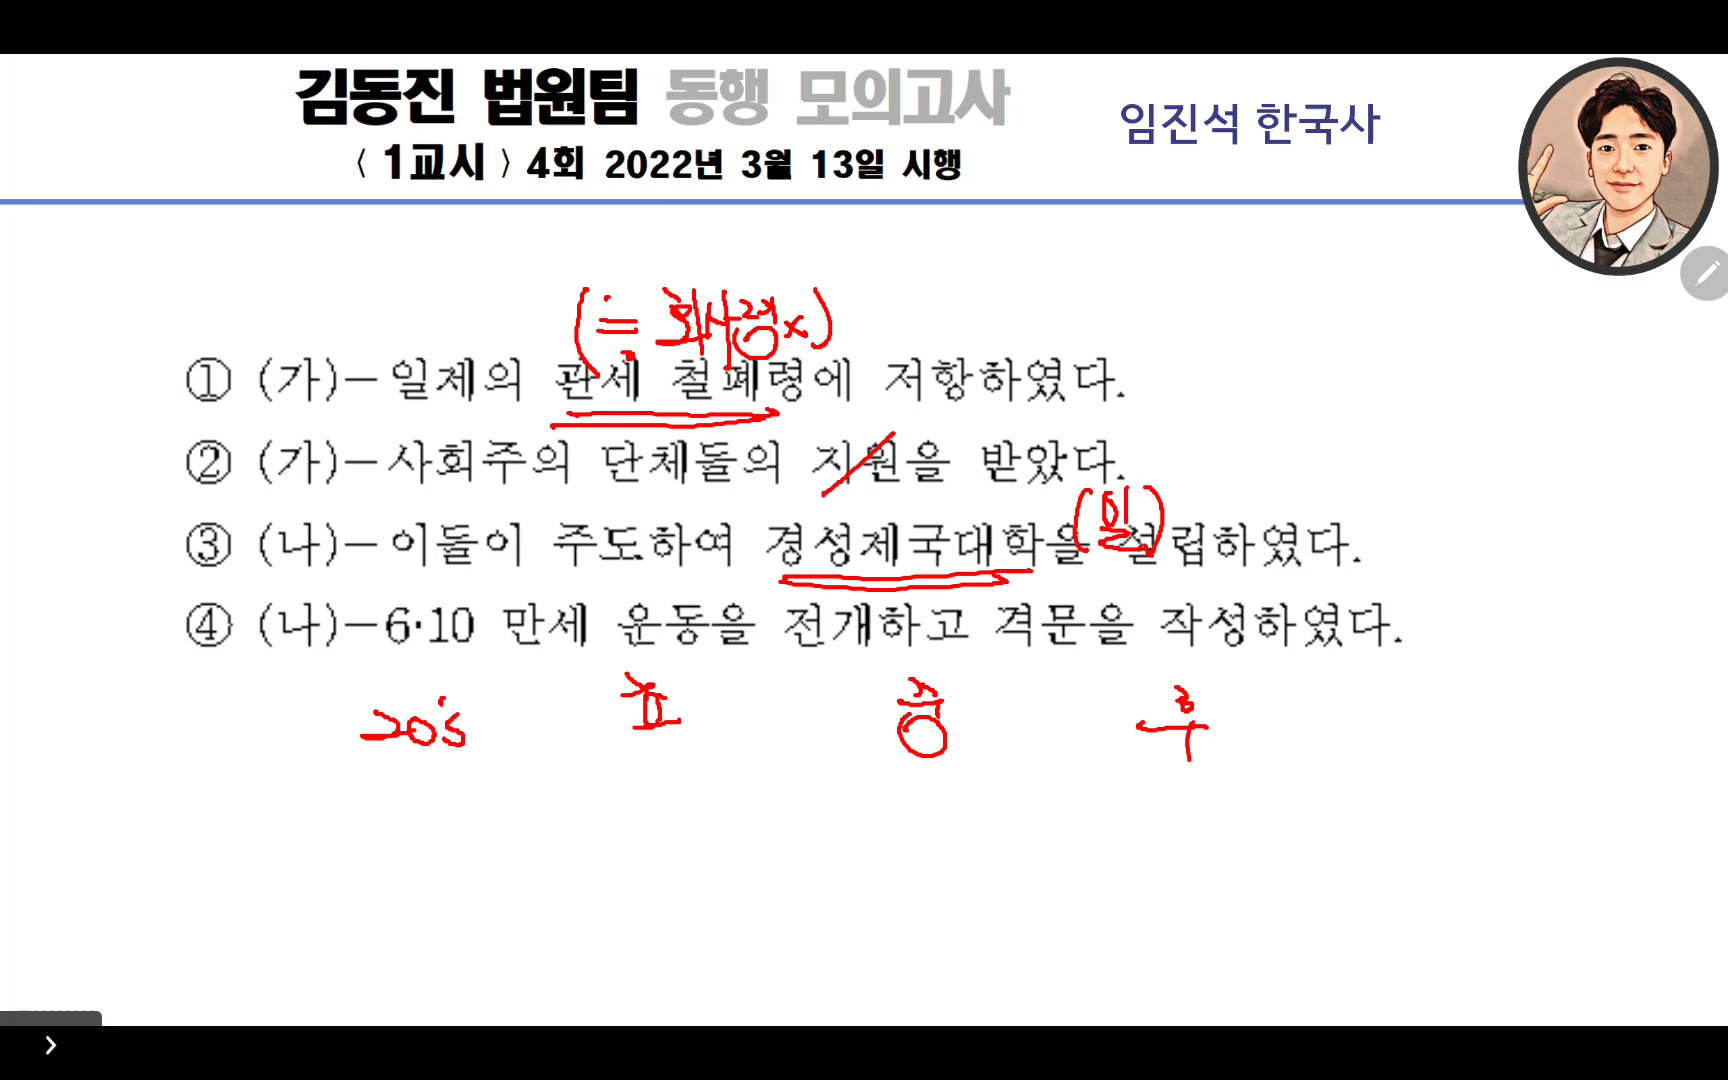 김동진 법원팀 동행 모의고사
〈 1교시 〉 4회 2022년 3월 13일 시행
임진석 한국사
(≒ 회사령 x)
① (가)－일제의 관세 철폐령에 저항하였다.
② (가)－사회주의 단체들의 지원을 받았다.
(일)
③ (나)－이들이 주도하여 경성제국대학을 설립하였다.
④ (나)－6·10 만세 운동을 전개하고 격문을 작성하였다.
20's 초 중 후